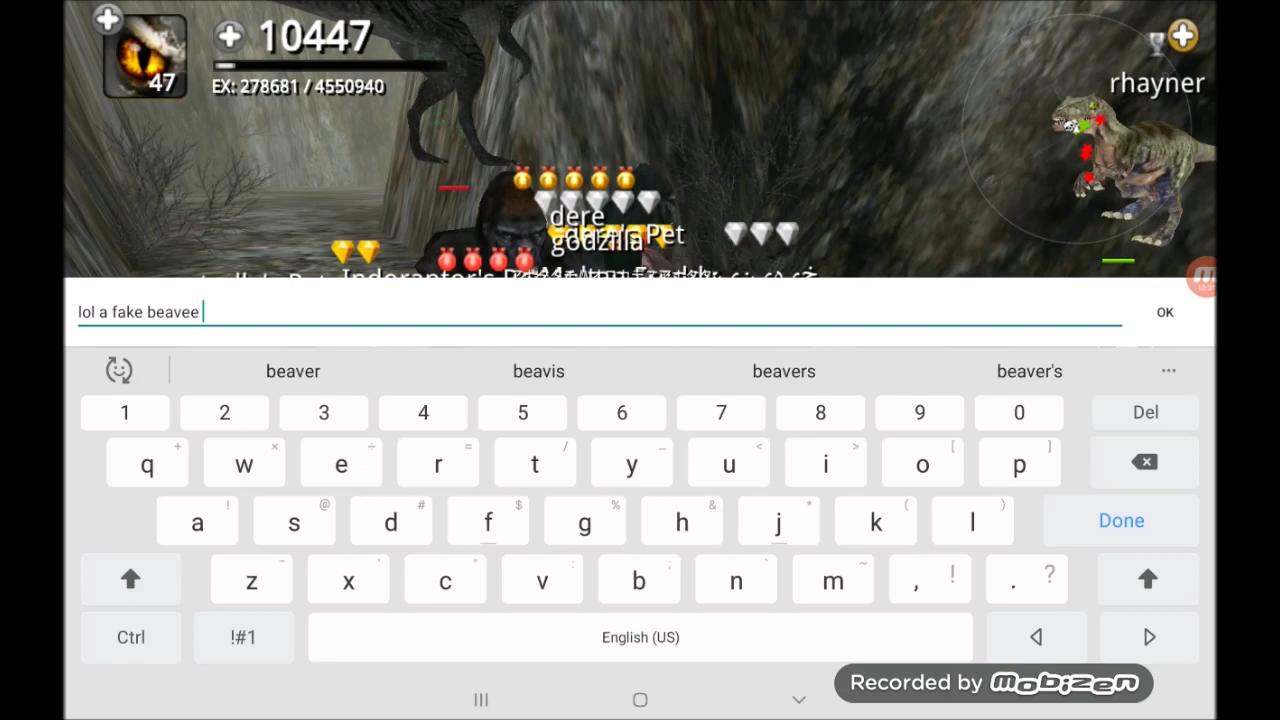 10447
47
EX: 278681 / 4550940
rhayner
dere
godzilla
Pet
Indoraptor's
lol a fake beavee
OK
beaver
beavis
beavers
beaver's
...
1 2 3 4 5 6 7 8 9 0 Del
+ × ÷ = / _ < > [ ]
q w e r t y u i o p
! @ # $ % & * ( )
a s d f g h j k l Done
- ' " : ; ` ~ ! ?
z x c v b n m , .
Ctrl !#1 English (US)
Recorded by mobizen